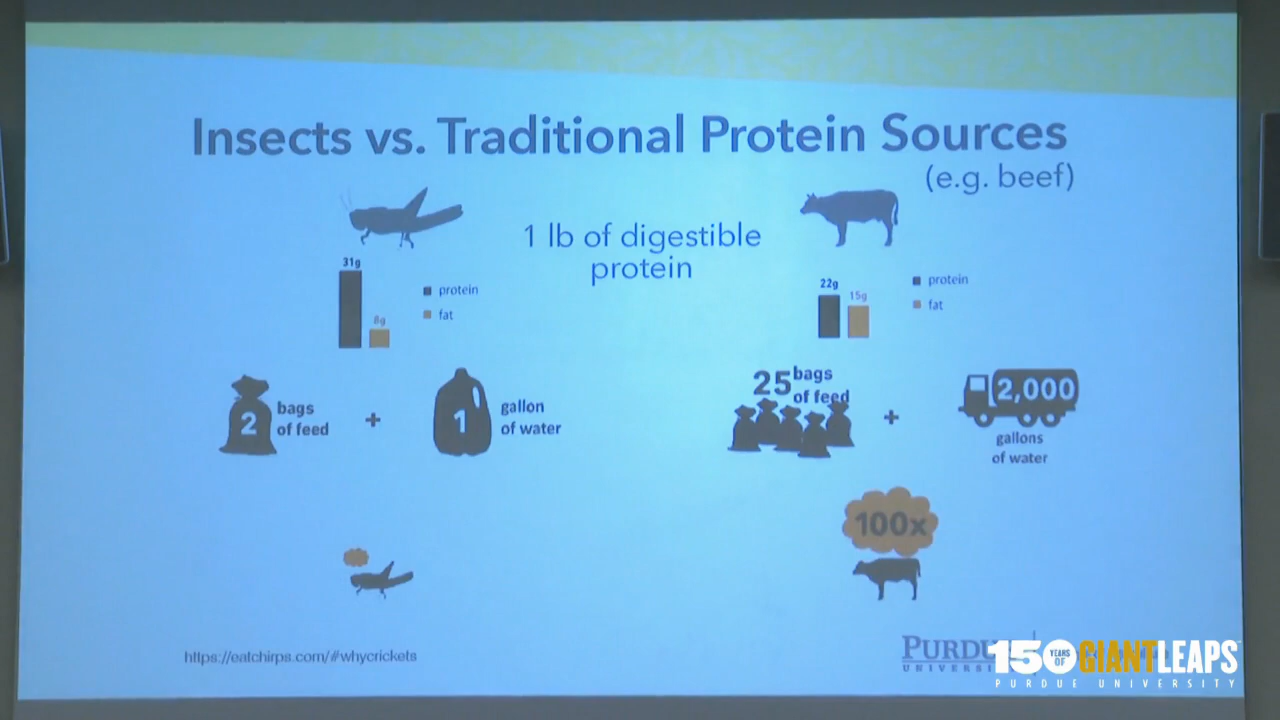 Insects vs. Traditional Protein Sources
(e.g. beef)
1 lb of digestible
protein
31g
8g
protein
fat
22g
15g
protein
fat
2
bags
of feed
+
1
gallon
of water
25 bags
of feed
+
2,000
gallons
of water
100x
https://eatchirps.com/#whycrickets
PURDU
UNIVERSI
150 YEARS OF GIANT LEAPS
PURDUE UNIVERSITY